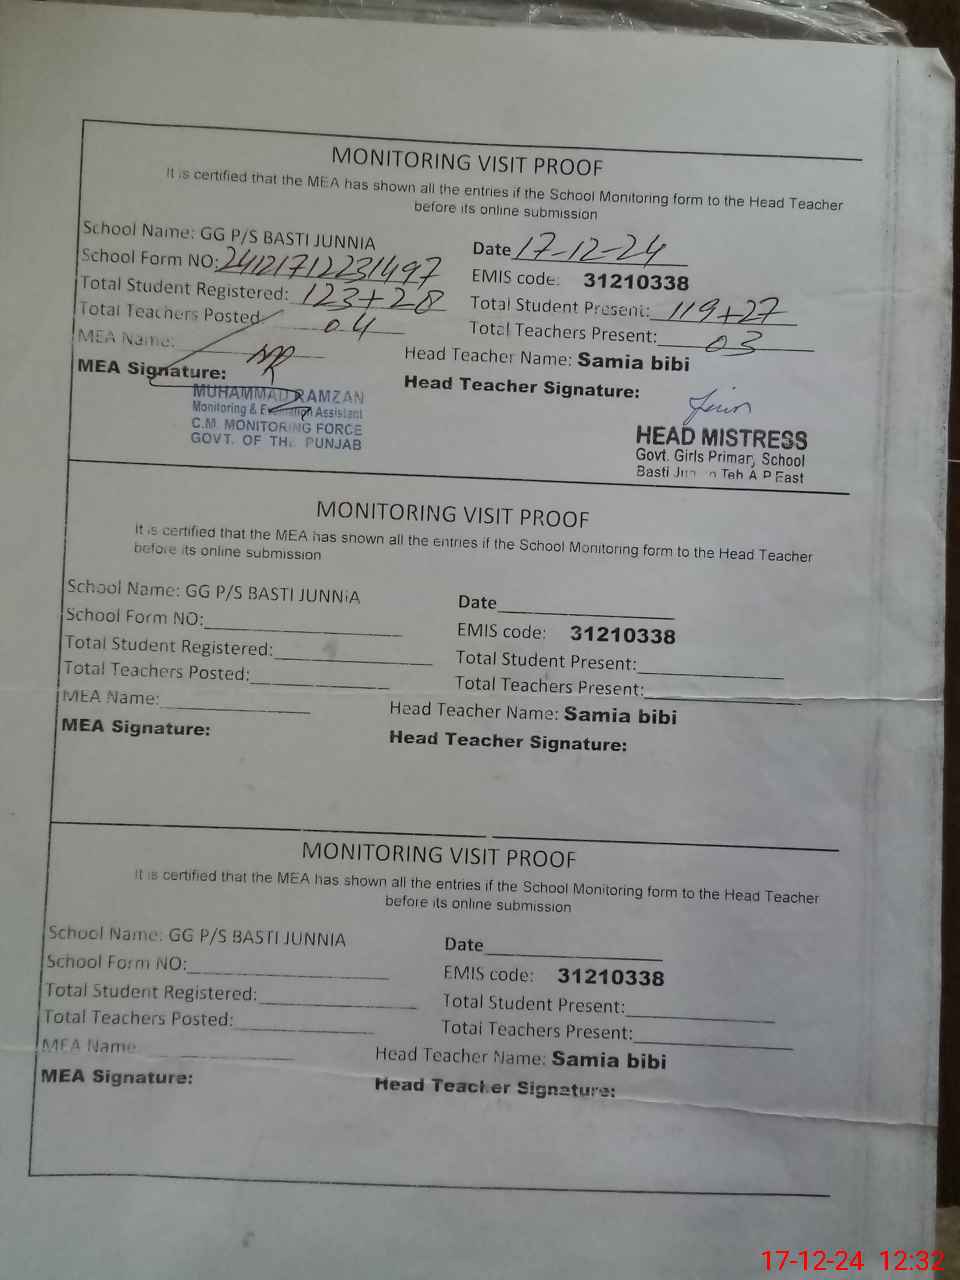 MONITORING VISIT PROOF
It is certified that the MEA has shown all the entries if the School Monitoring form to the Head Teacher
before its online submission
School Name: GG P/S BASTI JUNNIA
Date 17-12-24
School Form NO: 24121712231497
EMIS code: 31210338
Total Student Registered: 123+28
Total Student Present: 119+27
Total Teachers Posted 04
Total Teachers Present: 03
MEA Name:
Head Teacher Name: Samia bibi
MEA Signature:
Head Teacher Signature:
MUHAMMAD RAMZAN
Monitoring & Evaluation Assistant
C.M. MONITORING FORCE
GOVT. OF THE PUNJAB
HEAD MISTRESS
Govt. Girls Primary School
Basti Teh A P East
MONITORING VISIT PROOF
It is certified that the MEA has shown all the entries if the School Monitoring form to the Head Teacher
before its online submission
School Name: GG P/S BASTI JUNNIA
Date
School Form NO:
EMIS code: 31210338
Total Student Registered:
Total Student Present:
Total Teachers Posted:
Total Teachers Present:
MEA Name:
Head Teacher Name: Samia bibi
MEA Signature:
Head Teacher Signature:
MONITORING VISIT PROOF
It is certified that the MEA has shown all the entries if the School Monitoring form to the Head Teacher
before its online submission
School Name: GG P/S BASTI JUNNIA
Date
School Form NO:
EMIS code: 31210338
Total Student Registered:
Total Student Present:
Total Teachers Posted:
Total Teachers Present:
MEA Name
Head Teacher Name: Samia bibi
MEA Signature:
Head Teacher Signature:
17-12-24 12:32